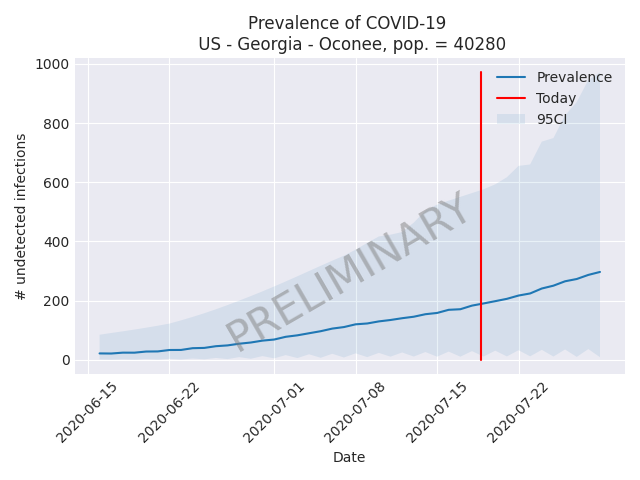 Prevalence of COVID-19
US - Georgia - Oconee, pop. = 40280
# undetected infections
1000
800
600
400
200
0
Prevalence
Today
95CI
PRELIMINARY
2020-06-15
2020-06-22
2020-07-01
2020-07-08
2020-07-15
2020-07-22
Date